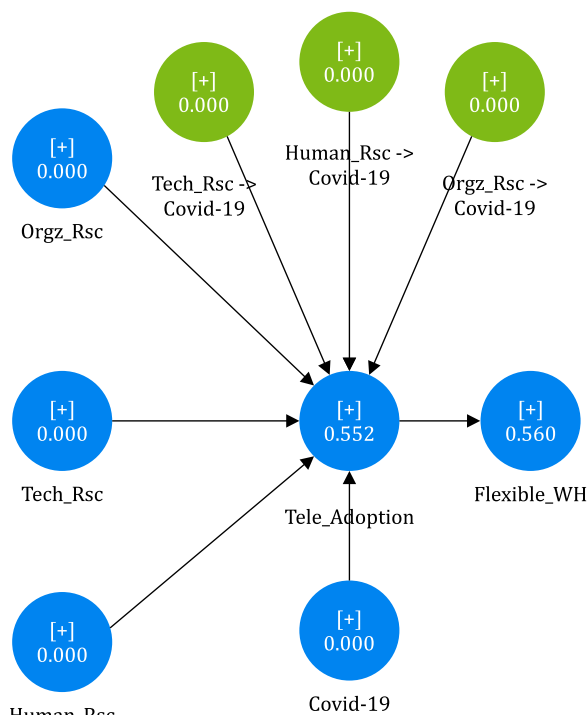 [+]
0.000
Human_Rsc ->
Covid-19
[+]
0.000
Tech_Rsc ->
Covid-19
[+]
0.000
Orgz_Rsc ->
Covid-19
[+]
0.000
Orgz_Rsc
[+]
0.000
Tech_Rsc
[+]
0.552
Tele_Adoption
[+]
0.560
Flexible_WH
[+]
0.000
Human_Rsc
[+]
0.000
Covid-19